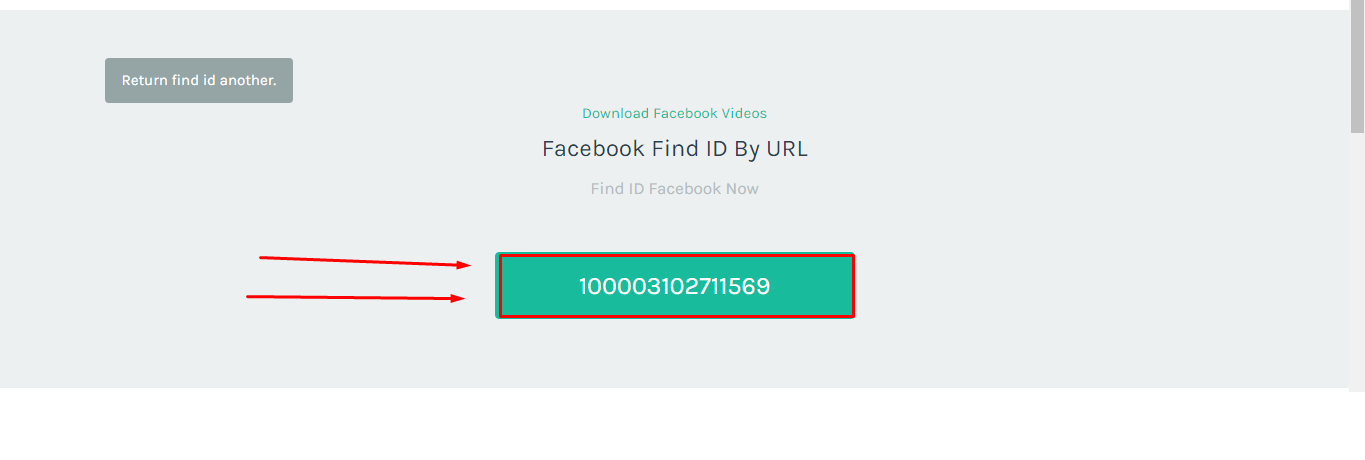 Return find id another.
Download Facebook Videos
Facebook Find ID By URL
Find ID Facebook Now
100003102711569